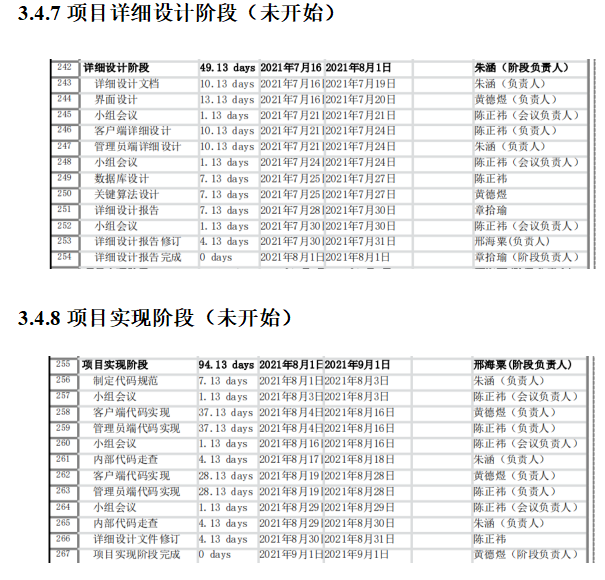 3.4.7 项目详细设计阶段（未开始）
242 详细设计阶段 49.13 days 2021年7月16 2021年8月1日 朱涵（阶段负责人）
243 详细设计文档 10.13 days 2021年7月16 2021年7月19日 朱涵（负责人）
244 界面设计 13.13 days 2021年7月16 2021年7月20日 黄德煜（负责人）
245 小组会议 1.13 days 2021年7月21 2021年7月21日 陈正祎（会议负责人）
246 客户端详细设计 10.13 days 2021年7月21 2021年7月24日 陈正祎（负责人）
247 管理员端详细设计 10.13 days 2021年7月21 2021年7月24日 朱涵（负责人）
248 小组会议 1.13 days 2021年7月24 2021年7月24日 陈正祎（会议负责人）
249 数据库设计 7.13 days 2021年7月25 2021年7月27日 陈正祎
250 关键算法设计 7.13 days 2021年7月25 2021年7月27日 黄德煜
251 详细设计报告 7.13 days 2021年7月28 2021年7月30日 章拾瑜
252 小组会议 1.13 days 2021年7月30 2021年7月30日 陈正祎（会议负责人）
253 详细设计报告修订 4.13 days 2021年7月30 2021年7月31日 邢海粟(负责人)
254 详细设计报告完成 0 days 2021年8月1日 2021年8月1日 章拾瑜（阶段负责人）
3.4.8 项目实现阶段（未开始）
255 项目实现阶段 94.13 days 2021年8月1日 2021年9月1日 邢海粟(阶段负责人)
256 制定代码规范 7.13 days 2021年8月1日 2021年8月3日 朱涵（负责人）
257 小组会议 1.13 days 2021年8月3日 2021年8月3日 陈正祎（会议负责人）
258 客户端代码实现 37.13 days 2021年8月4日 2021年8月16日 黄德煜（负责人）
259 管理员端代码实现 37.13 days 2021年8月4日 2021年8月16日 陈正祎（负责人）
260 小组会议 1.13 days 2021年8月16 2021年8月16日 陈正祎（会议负责人）
261 内部代码走查 4.13 days 2021年8月17 2021年8月18日 朱涵（负责人）
262 客户端代码实现 28.13 days 2021年8月19 2021年8月28日 黄德煜（负责人）
263 管理员端代码实现 28.13 days 2021年8月19 2021年8月28日 陈正祎（负责人）
264 小组会议 1.13 days 2021年8月29 2021年8月29日 陈正祎（会议负责人）
265 内部代码走查 4.13 days 2021年8月29 2021年8月30日 朱涵（负责人）
266 详细设计文件修订 4.13 days 2021年8月30 2021年8月31日 陈正祎
267 项目实现阶段完成 0 days 2021年9月1日 2021年9月1日 黄德煜（阶段负责人）